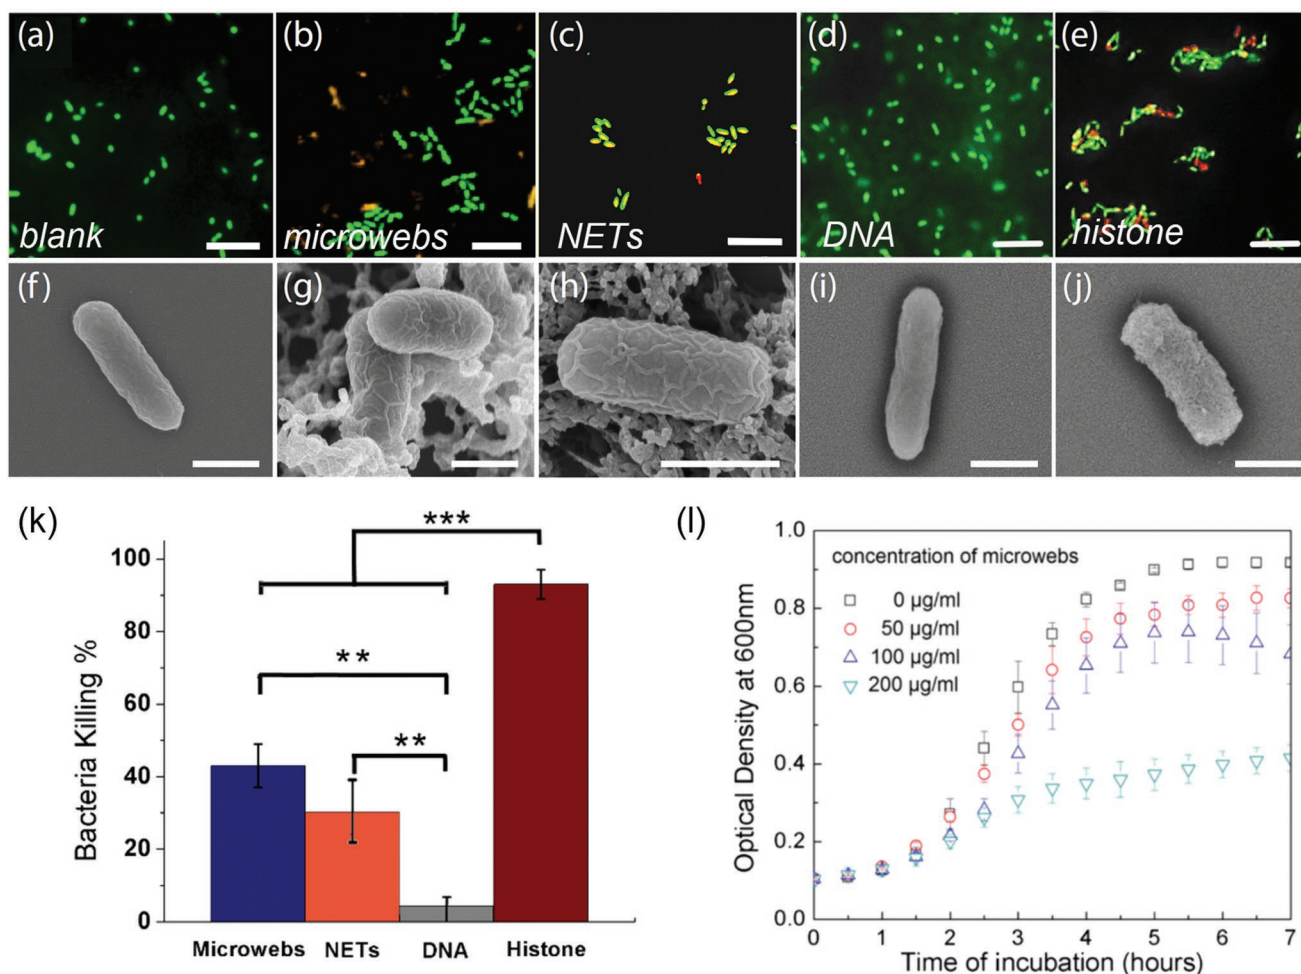 (a)
(b)
(c)
(d)
(e)
blank
microwebs
NETs
DNA
histone
(f)
(g)
(h)
(i)
(j)
(k)
***
**
**
100
80
60
40
20
0
Bacteria Killing %
Microwebs NETs DNA Histone
(l)
1.0
0.8
0.6
0.4
0.2
0.0
Optical Density at 600nm
concentration of microwebs
0 µg/ml
50 µg/ml
100 µg/ml
200 µg/ml
0 1 2 3 4 5 6 7
Time of incubation (hours)